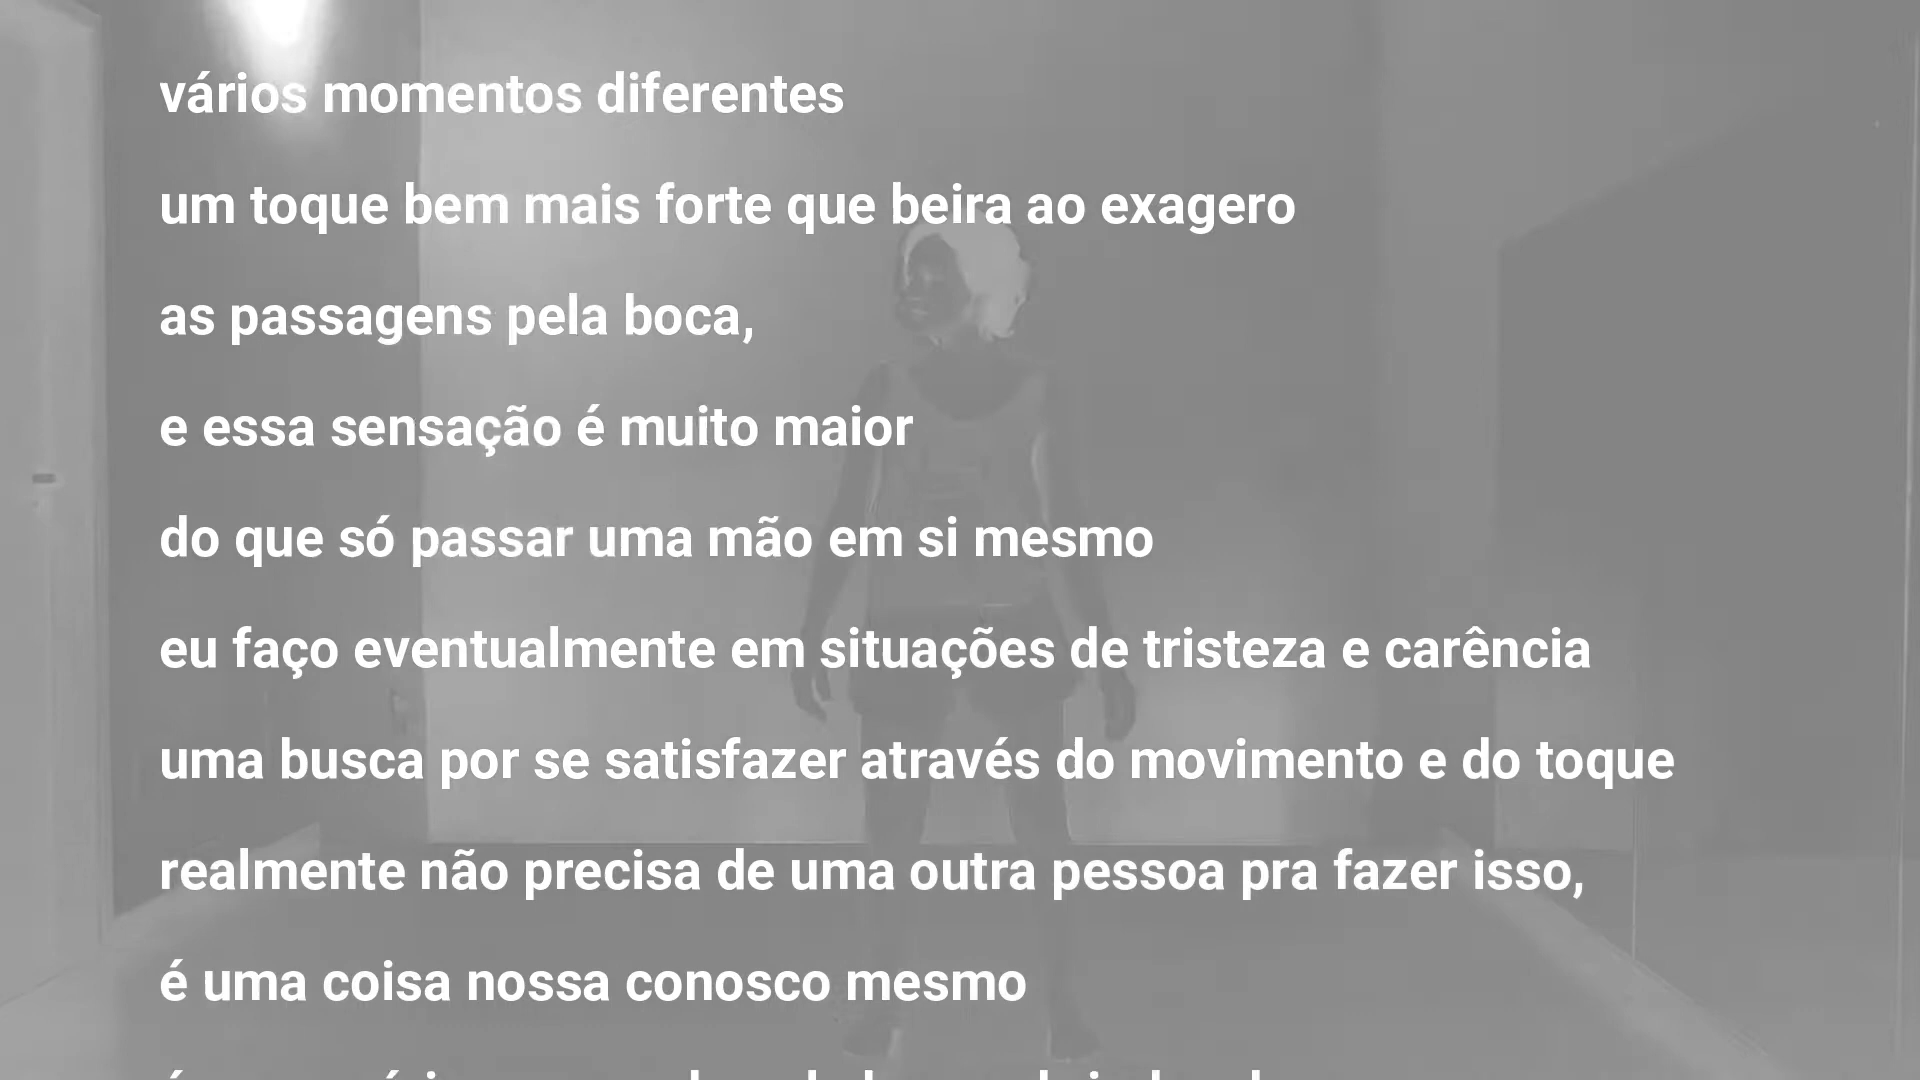 vários momentos diferentes
um toque bem mais forte que beira ao exagero
as passagens pela boca,
e essa sensação é muito maior
do que só passar uma mão em si mesmo
eu faço eventualmente em situações de tristeza e carência
uma busca por se satisfazer através do movimento e do toque
realmente não precisa de uma outra pessoa pra fazer isso,
é uma coisa nossa conosco mesmo